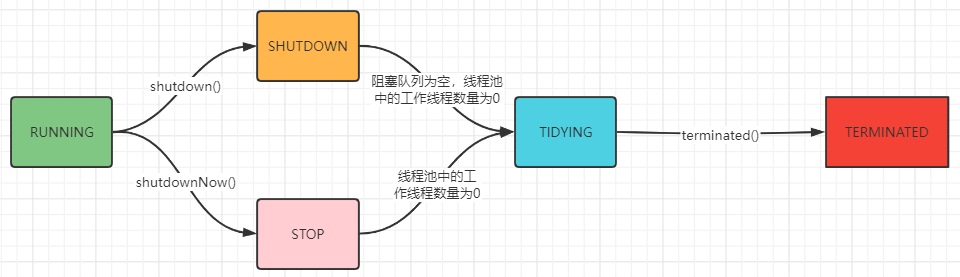 SHUTDOWN
shutdown()
阻塞队列为空，线程池
中的工作线程数量为0
RUNNING
TIDYING
terminated()
TERMINATED
shutdownNow()
线程池中的工
作线程数量为0
STOP